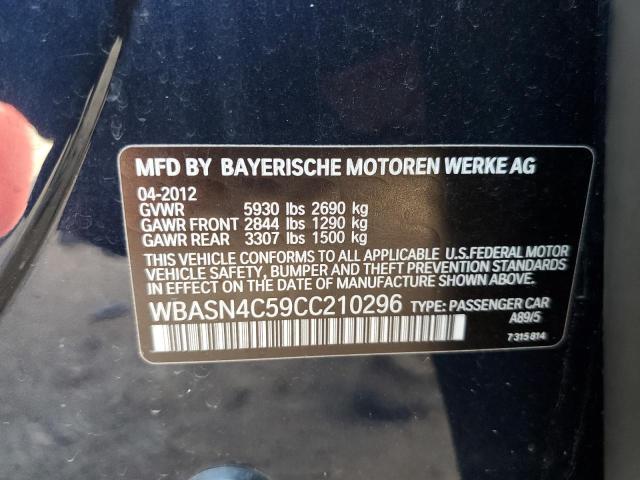 MFD BY BAYERISCHE MOTOREN WERKE AG
04-2012
GVWR 5930 lbs 2690 kg
GAWR FRONT 2844 lbs 1290 kg
GAWR REAR 3307 lbs 1500 kg
THIS VEHICLE CONFORMS TO ALL APPLICABLE U.S.FEDERAL MOTOR
VEHICLE SAFETY, BUMPER AND THEFT PREVENTION STANDARDS
IN EFFECT ON THE DATE OF MANUFACTURE SHOWN ABOVE.
WBASN4C59CC210296 TYPE: PASSENGER CAR
A89/5
7 315 814